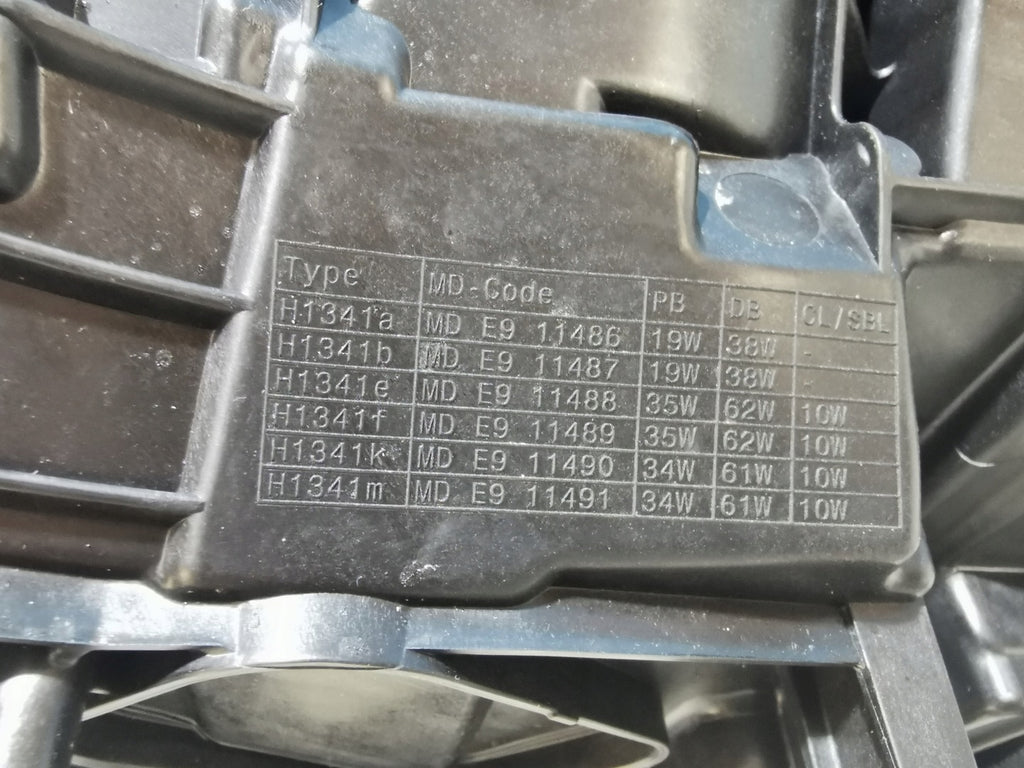 Type MD-Code PB DB CL/SBL
H1341a MD E9 11486 19W 38W -
H1341b MD E9 11487 19W 38W -
H1341e MD E9 11488 35W 62W 10W
H1341f MD E9 11489 35W 62W 10W
H1341k MD E9 11490 34W 61W 10W
H1341m MD E9 11491 34W 61W 10W